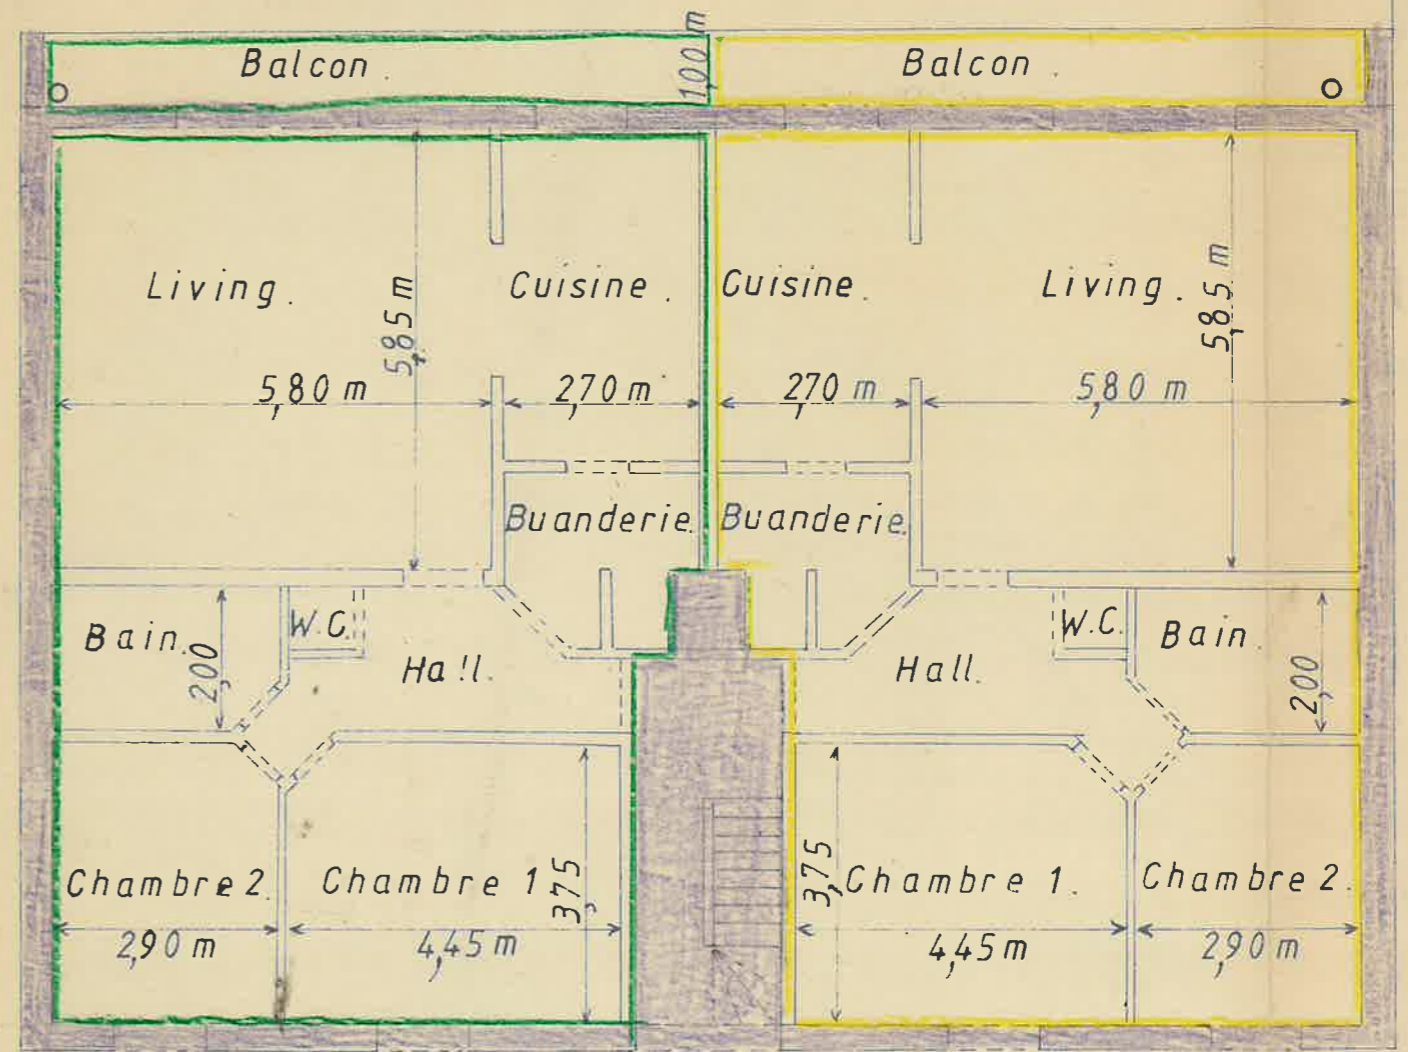 Balcon.
1,00 m
Balcon.
Living.
5,85 m
Cuisine.
Cuisine.
Living.
5,85 m
5,80 m
2,70 m
2,70 m
5,80 m
Buanderie.
Buanderie.
Bain.
2,00
W.C.
Hall.
Hall.
W.C.
Bain.
2,00
Chambre 2.
Chambre 1
3,75
3,75
Chambre 1.
Chambre 2.
2,90 m
4,45 m
4,45 m
2,90 m